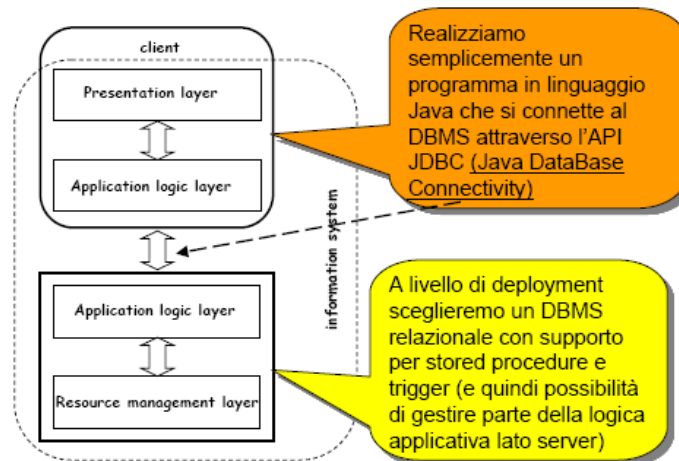 client
Presentation layer
Application logic layer
information system
Application logic layer
Resource management layer
Realizziamo
semplicemente un
programma in linguaggio
Java che si connette al
DBMS attraverso l'API
JDBC (Java DataBase
Connectivity)
A livello di deployment
sceglieremo un DBMS
relazionale con supporto
per stored procedure e
trigger (e quindi possibilità
di gestire parte della logica
applicativa lato server)